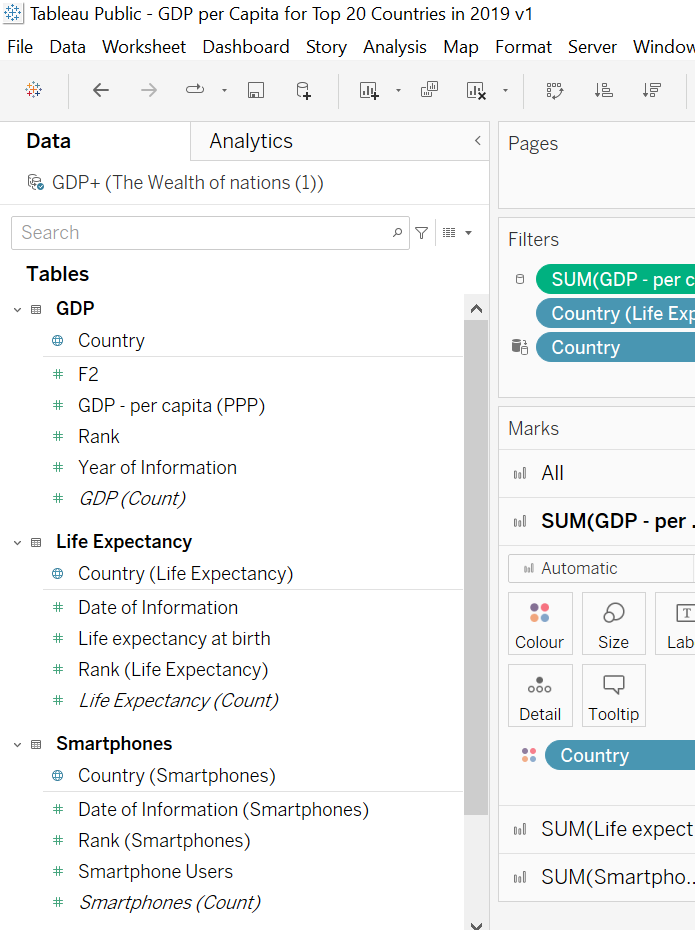 Tableau Public - GDP per Capita for Top 20 Countries in 2019 v1
File Data Worksheet Dashboard Story Analysis Map Format Server Window
Data
Analytics
GDP+ (The Wealth of nations (1))
Search
Tables
GDP
Country
F2
GDP - per capita (PPP)
Rank
Year of Information
GDP (Count)
Life Expectancy
Country (Life Expectancy)
Date of Information
Life expectancy at birth
Rank (Life Expectancy)
Life Expectancy (Count)
Smartphones
Country (Smartphones)
Date of Information (Smartphones)
Rank (Smartphones)
Smartphone Users
Smartphones (Count)
Pages
Filters
SUM(GDP - per c
Country (Life Exp
Country
Marks
All
SUM(GDP - per ..
Automatic
Colour
Size
T
Lab
Detail
Tooltip
Country
SUM(Life expect
SUM(Smartpho..